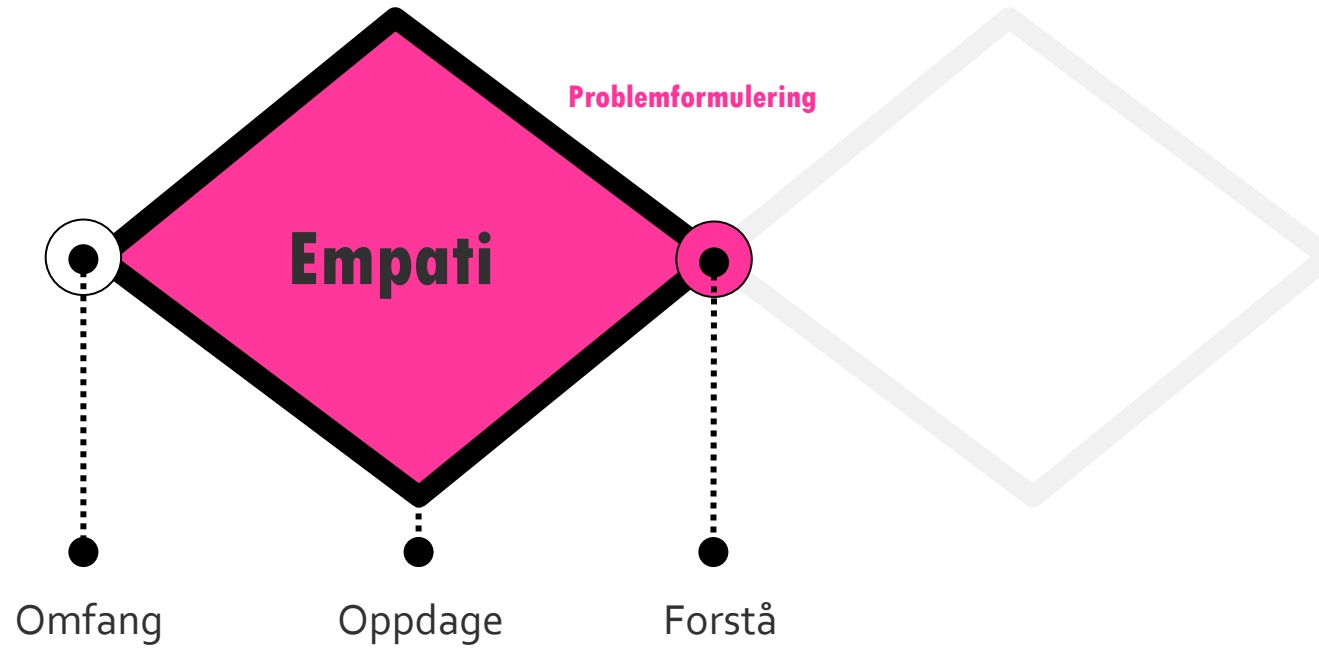 Problemformulering
Empati
Omfang
Oppdage
Forstå